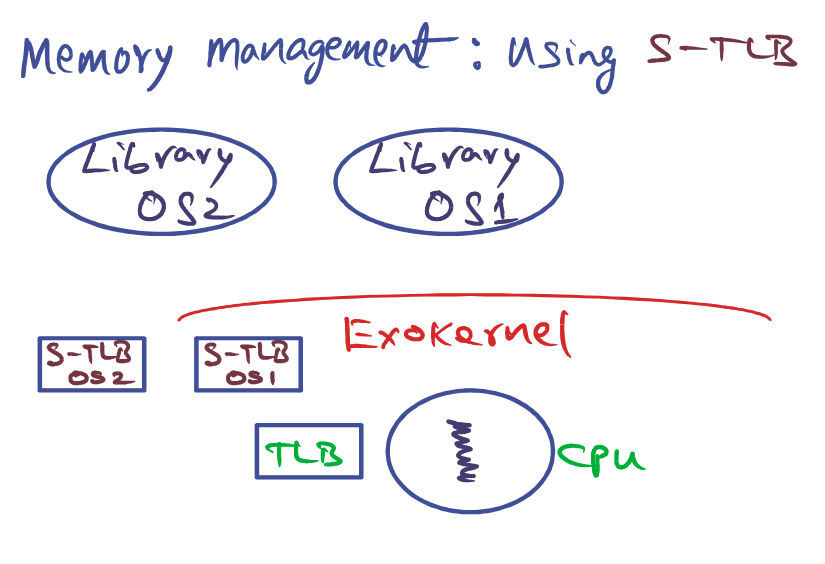 Memory management: Using S-TLB
Library OS2
Library OS1
Exokernel
S-TLB OS2
S-TLB OS1
TLB
CPU